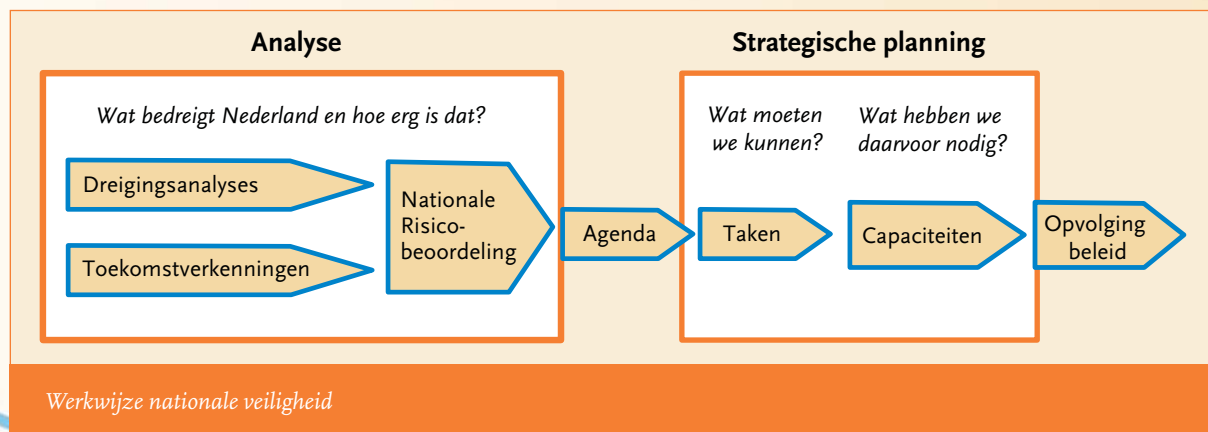 Analyse
Strategische planning
Wat bedreigt Nederland en hoe erg is dat?
Dreigingsanalyses
Toekomstverkenningen
Nationale
Risico-
beoordeling
Agenda
Wat moeten
we kunnen?
Taken
Wat hebben we
daarvoor nodig?
Capaciteiten
Opvolging
beleid
Werkwijze nationale veiligheid